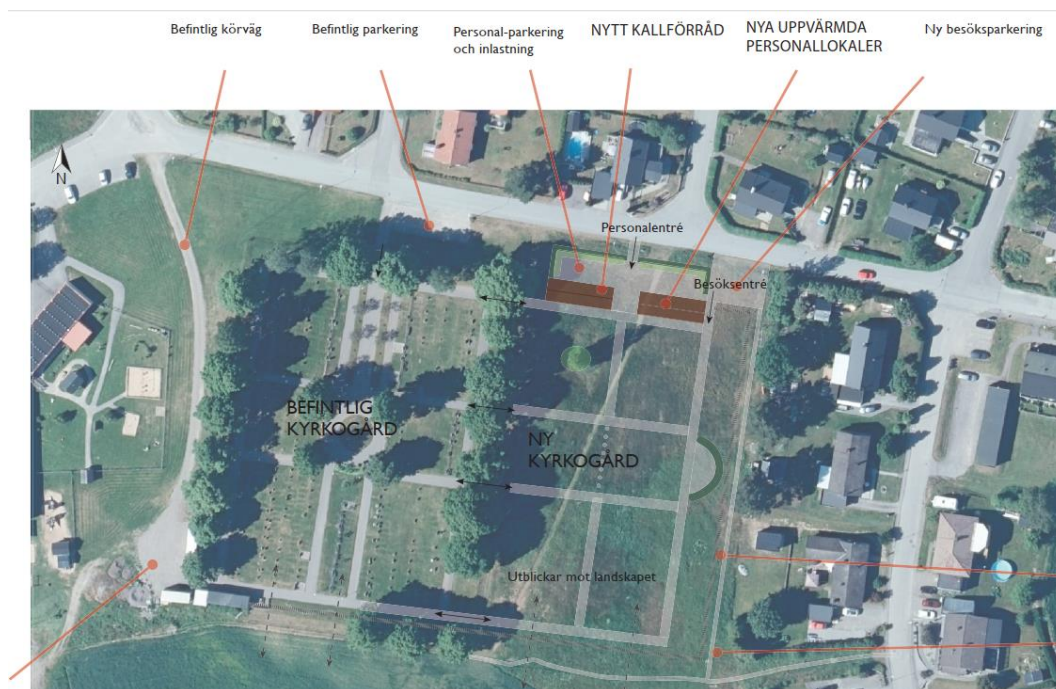 Befintlig körväg
Befintlig parkering
Personal-parkering
och inlastning
NYTT KALLFÖRRÅD
NYA UPPVÄRMDA
PERSONALLOKALER
Ny besöksparkering
N
Personalentré
Besöksentré
BEFINTLIG
KYRKOGÅRD
NY
KYRKOGÅRD
Utblickar mot landskapet